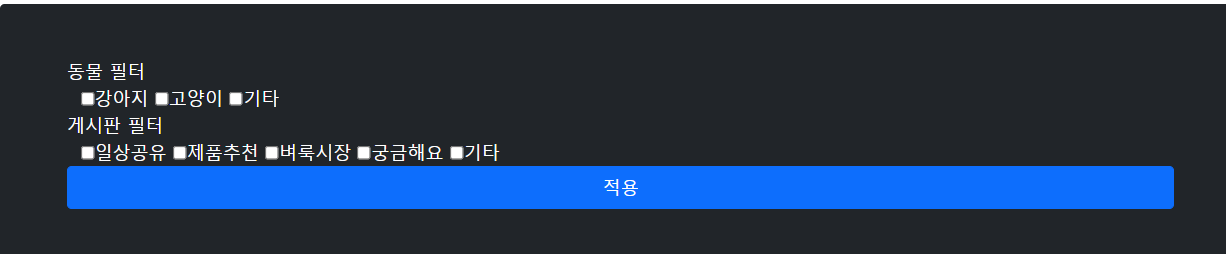 동물 필터
강아지 고양이 기타
게시판 필터
일상공유 제품추천 벼룩시장 궁금해요 기타
적용